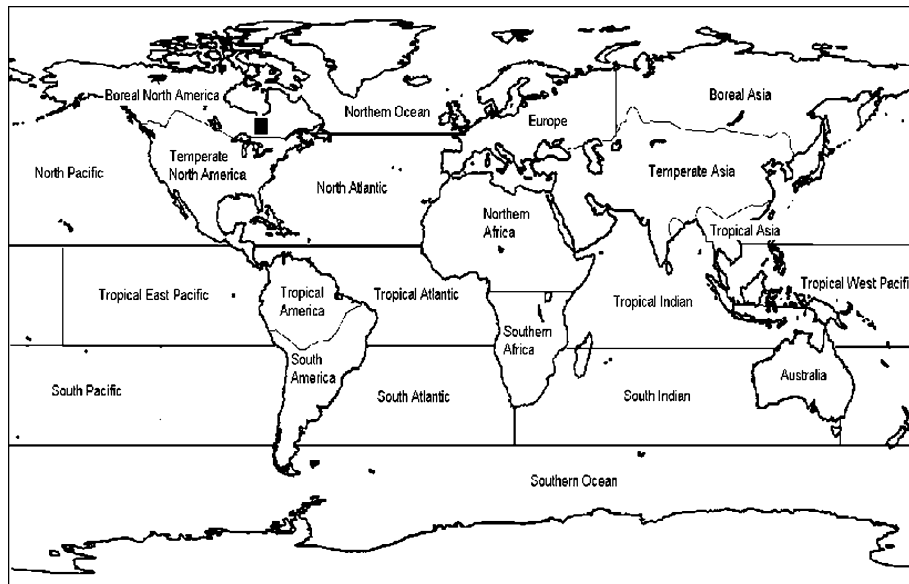 Boreal North America
Northern Ocean
Europe
Boreal Asia
Temperate
North America
North Pacific
North Atlantic
Temperate Asia
Northern
Africa
Tropical Asia
Tropical East Pacific
Tropical
America
Tropical Atlantic
Tropical Indian
Tropical West Pacific
Southern
Africa
South
America
South Pacific
South Atlantic
South Indian
Australia
Southern Ocean